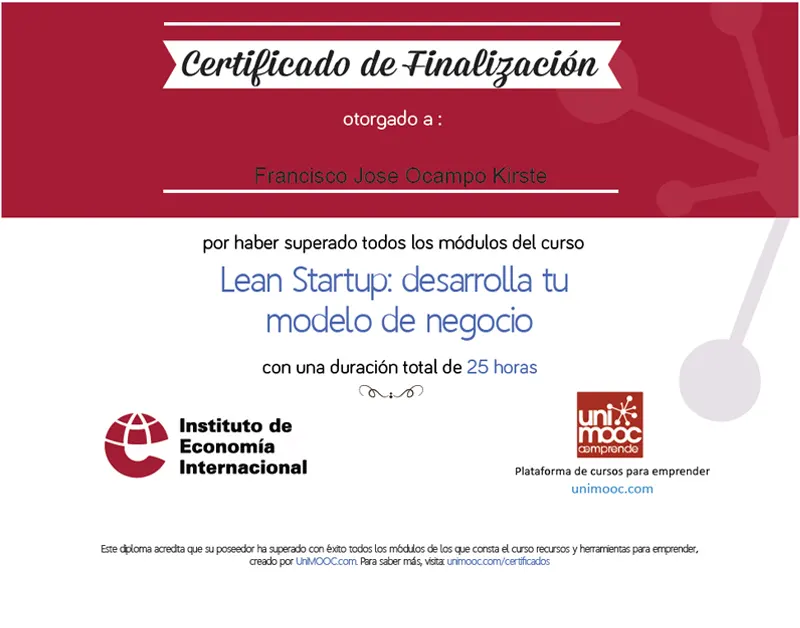 Certificado de Finalización
otorgado a :
Francisco Jose Ocampo Kirste
por haber superado todos los módulos del curso
Lean Startup: desarrolla tu
modelo de negocio
con una duración total de 25 horas
Instituto de
Economía
Internacional
uni
mooc
emprende
Plataforma de cursos para emprender
unimooc.com
Este diploma acredita que su poseedor ha superado con éxito todos los módulos de los que consta el curso recursos y herramientas para emprender,
creado por UniMOOC.com. Para saber más, visita: unimooc.com/certificados